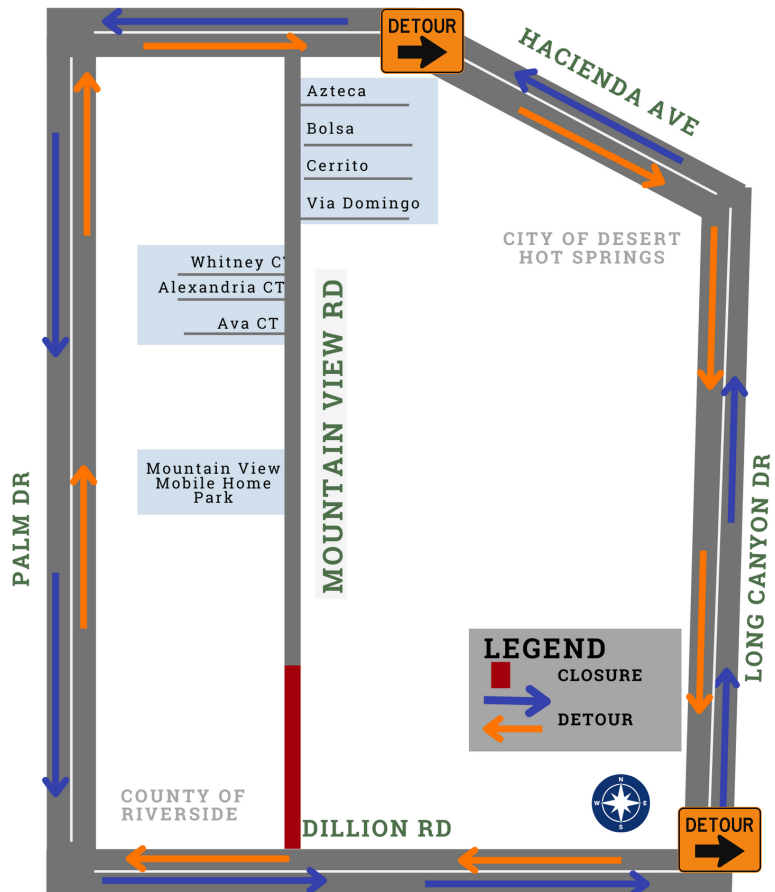 DETOUR
HACIENDA AVE
Azteca
Bolsa
Cerrito
Via Domingo
CITY OF DESERT
HOT SPRINGS
Whitney CT
Alexandria CT
Ava CT
MOUNTAIN VIEW RD
Mountain View
Mobile Home
Park
PALM DR
LONG CANYON DR
LEGEND
CLOSURE
DETOUR
N
W
E
S
COUNTY OF
RIVERSIDE
DILLION RD
DETOUR